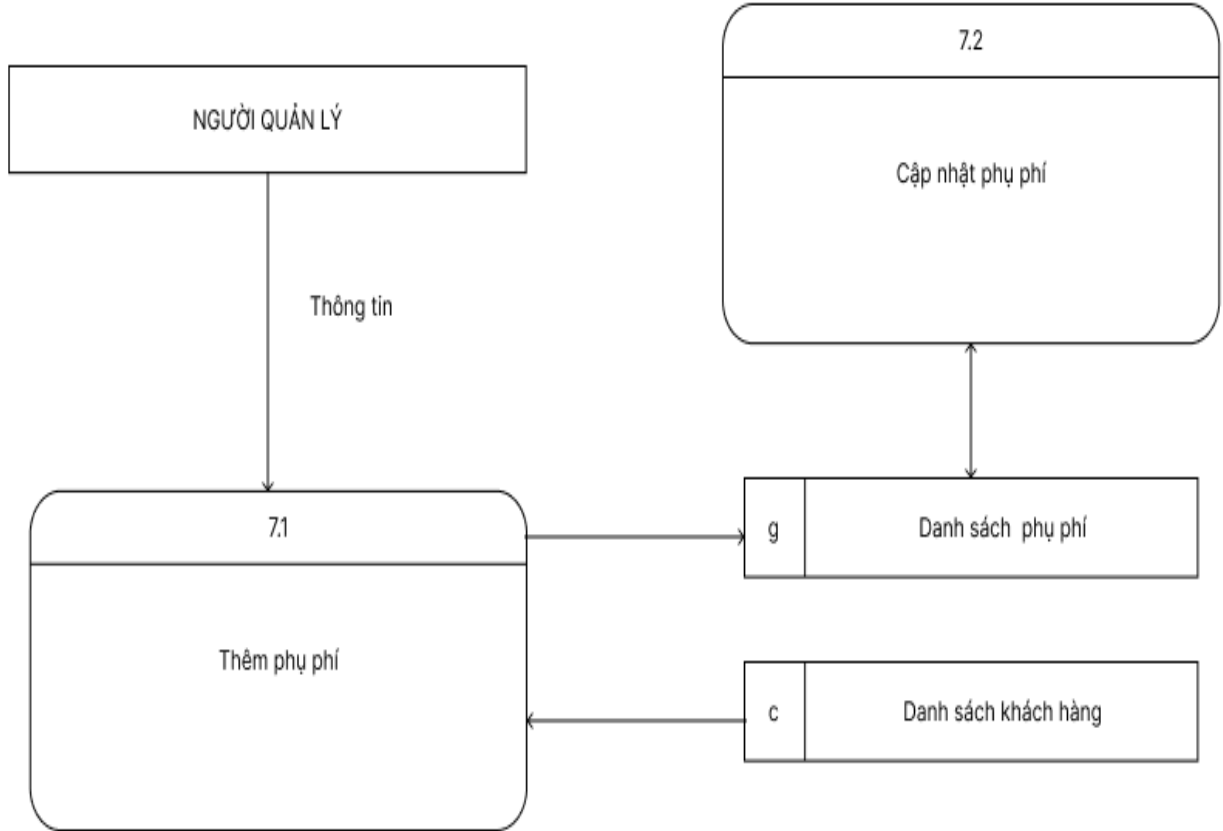 7.2
NGƯỜI QUẢN LÝ
Cập nhật phụ phí
Thông tin
7.1
g
Danh sách phụ phí
Thêm phụ phí
c
Danh sách khách hàng